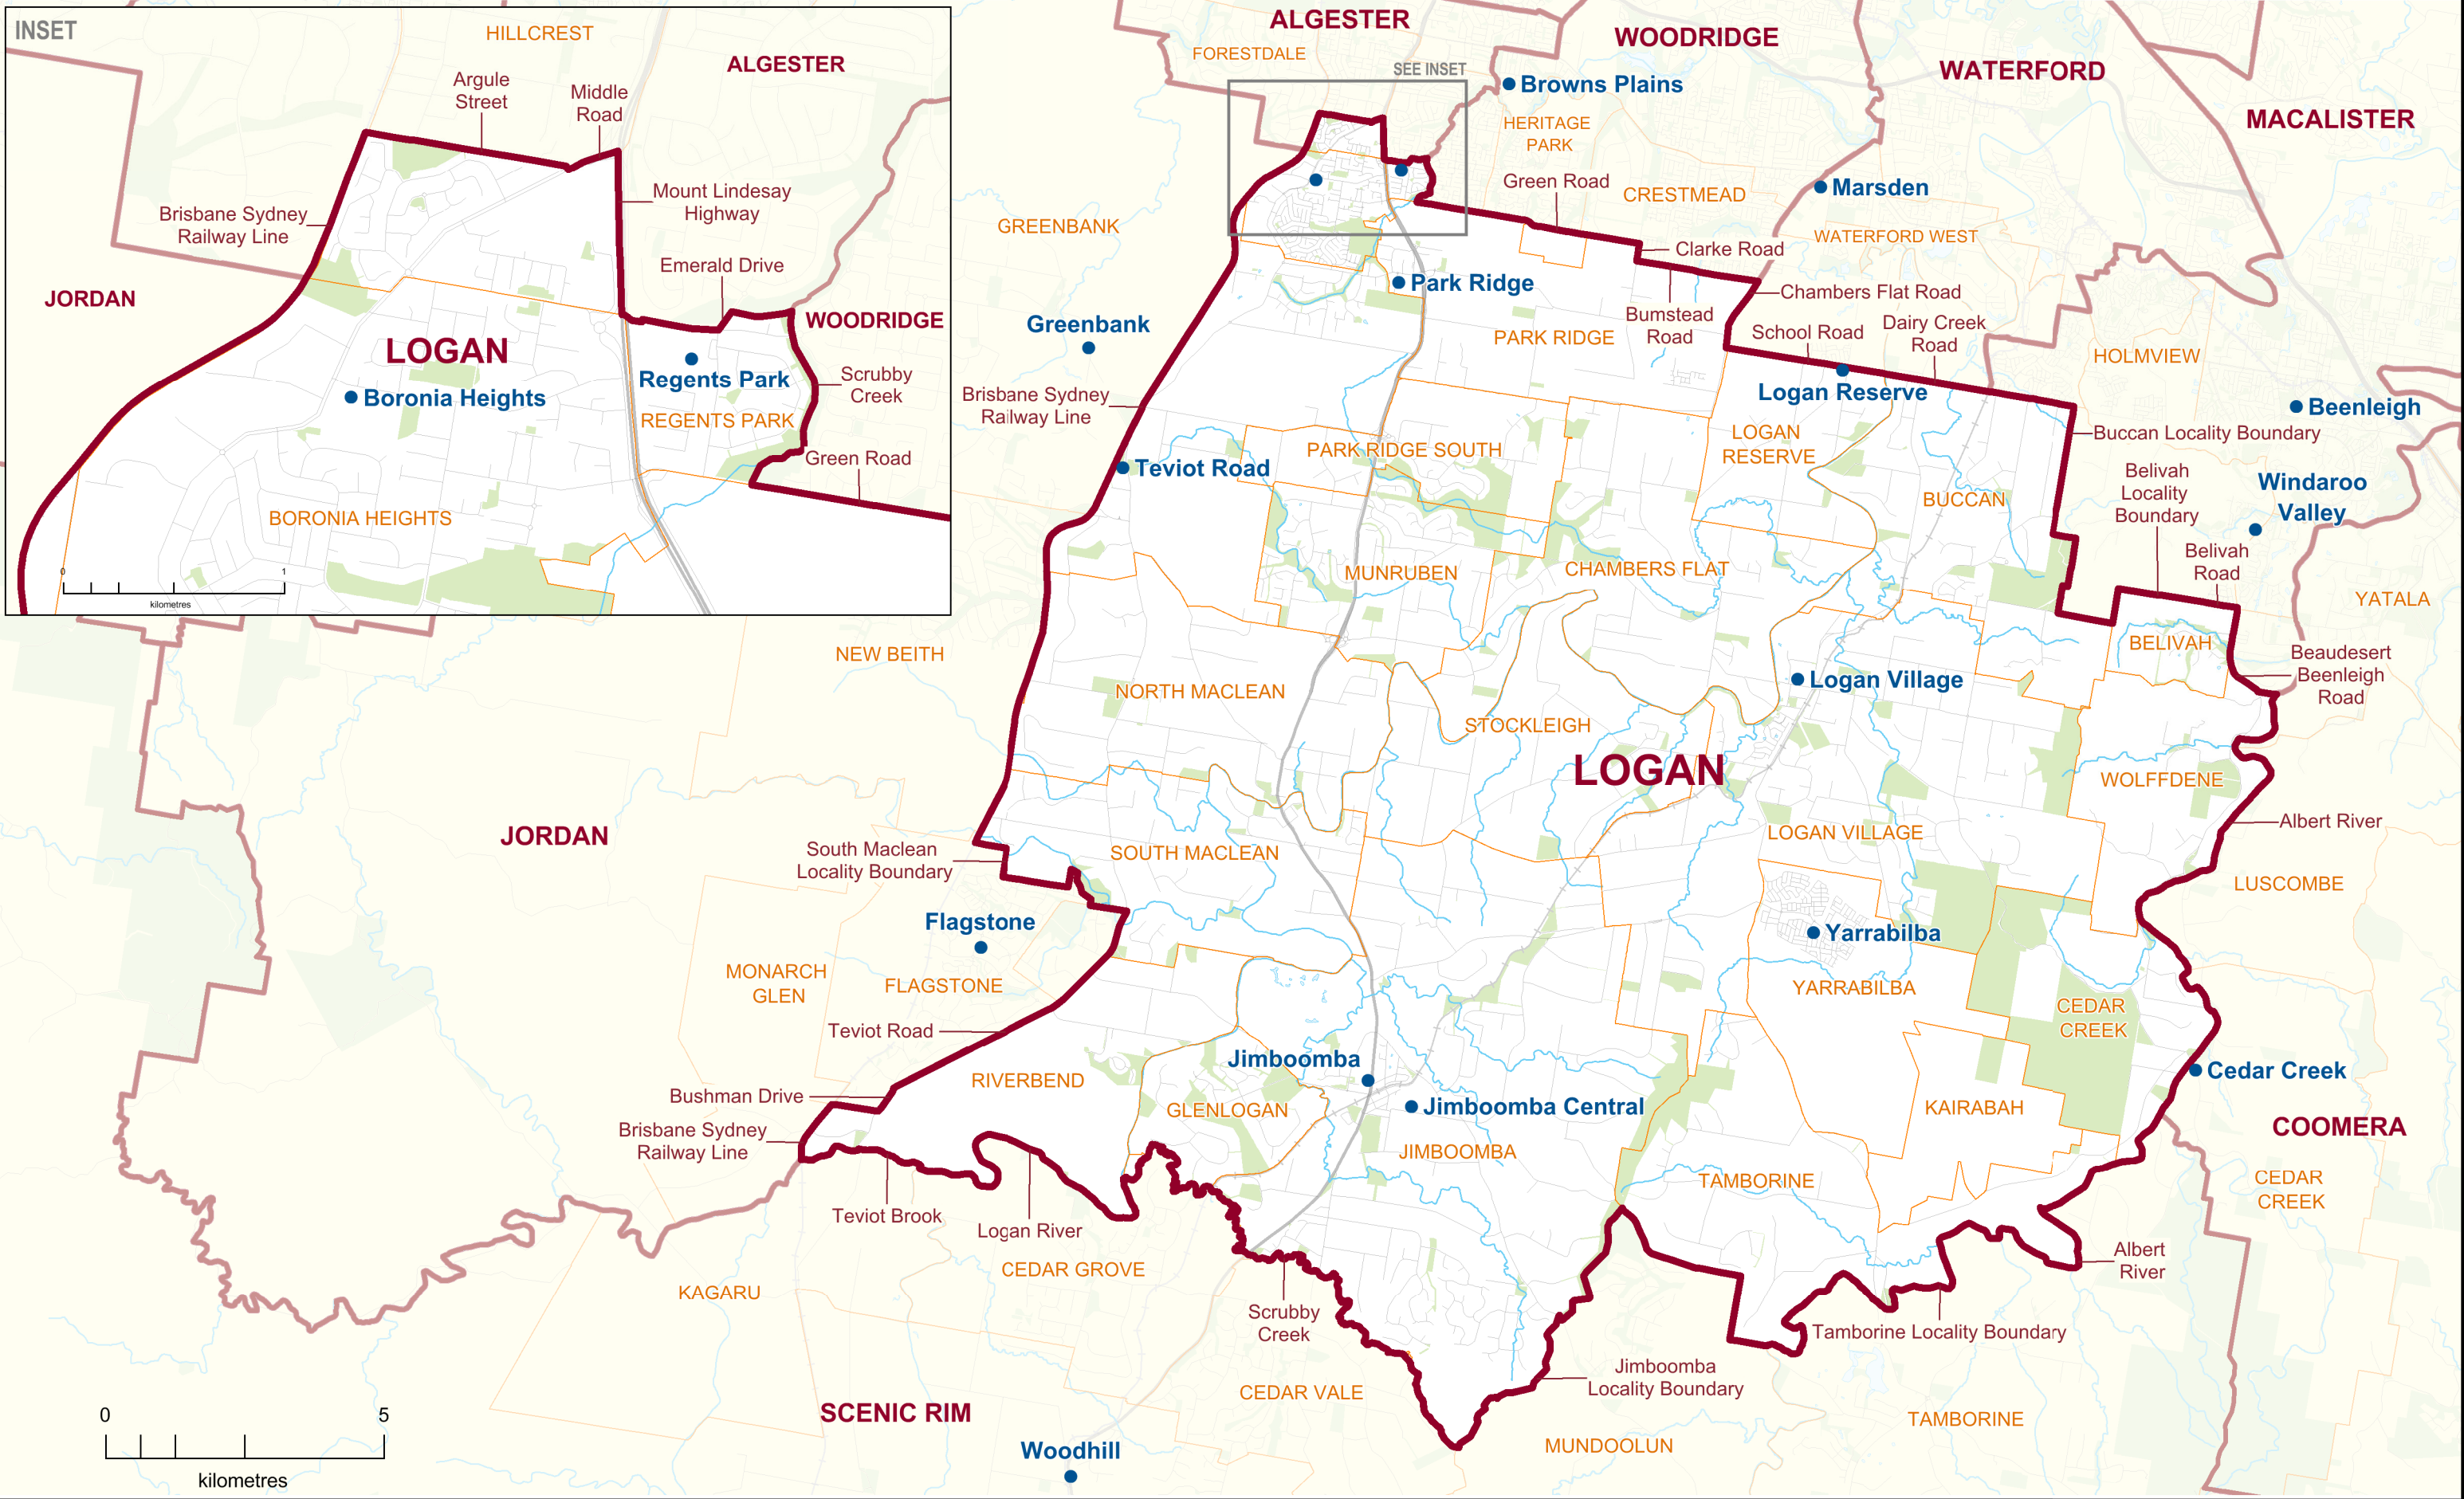 INSET
HILLCREST
ALGESTER
Argule
Street
Middle
Road
Mount Lindesay
Highway
Brisbane Sydney
Railway Line
Emerald Drive
JORDAN
WOODRIDGE
LOGAN
Regents Park
Scrubby
Creek
Boronia Heights
REGENTS PARK
Green Road
BORONIA HEIGHTS
0
1
kilometres
ALGESTER
FORESTDALE
SEE INSET
WOODRIDGE
WATERFORD
MACALISTER
Browns Plains
HERITAGE
PARK
Green Road
CRESTMEAD
Marsden
GREENBANK
WATERFORD WEST
Clarke Road
Park Ridge
Chambers Flat Road
Greenbank
Bumstead
Road
School Road
Dairy Creek
Road
PARK RIDGE
HOLMVIEW
Brisbane Sydney
Railway Line
Logan Reserve
Beenleigh
LOGAN
RESERVE
Buccan Locality Boundary
PARK RIDGE SOUTH
Teviot Road
BUCCAN
Belivah
Locality
Boundary
Windaroo
Valley
Belivah
Road
MUNRUBEN
CHAMBERS FLAT
YATALA
NEW BEITH
BELIVAH
Beaudesert
Beenleigh
Road
NORTH MACLEAN
Logan Village
STOCKLEIGH
LOGAN
WOLFFDENE
JORDAN
LOGAN VILLAGE
Albert River
South Maclean
Locality Boundary
SOUTH MACLEAN
LUSCOMBE
Flagstone
Yarrabilba
MONARCH
GLEN
FLAGSTONE
YARRABILBA
CEDAR
CREEK
Teviot Road
Jimboomba
Cedar Creek
RIVERBEND
Bushman Drive
GLENLOGAN
Jimboomba Central
KAIRABAH
COOMERA
Brisbane Sydney
Railway Line
JIMBOOMBA
TAMBORINE
CEDAR
CREEK
Teviot Brook
Logan River
CEDAR GROVE
Albert
River
KAGARU
Scrubby
Creek
Tamborine Locality Boundary
Jimboomba
Locality Boundary
CEDAR VALE
SCENIC RIM
TAMBORINE
0
5
kilometres
Woodhill
MUNDOOLUN